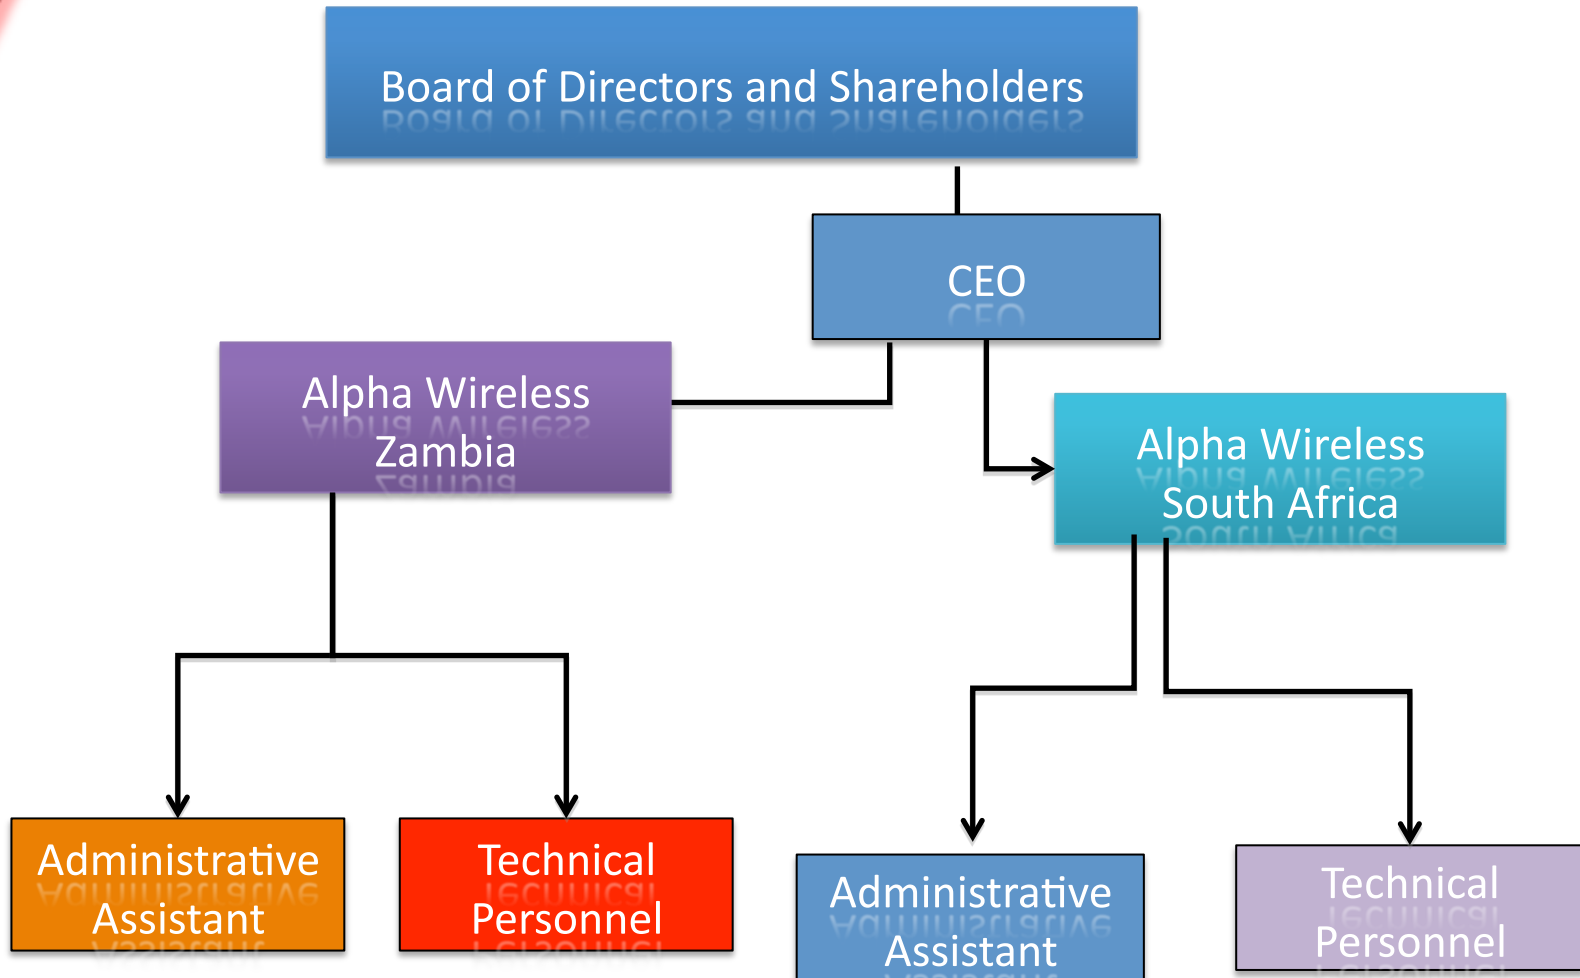 Board of Directors and Shareholders
CEO
Alpha Wireless
Zambia
Alpha Wireless
South Africa
Administrative
Assistant
Technical
Personnel
Administrative
Assistant
Technical
Personnel